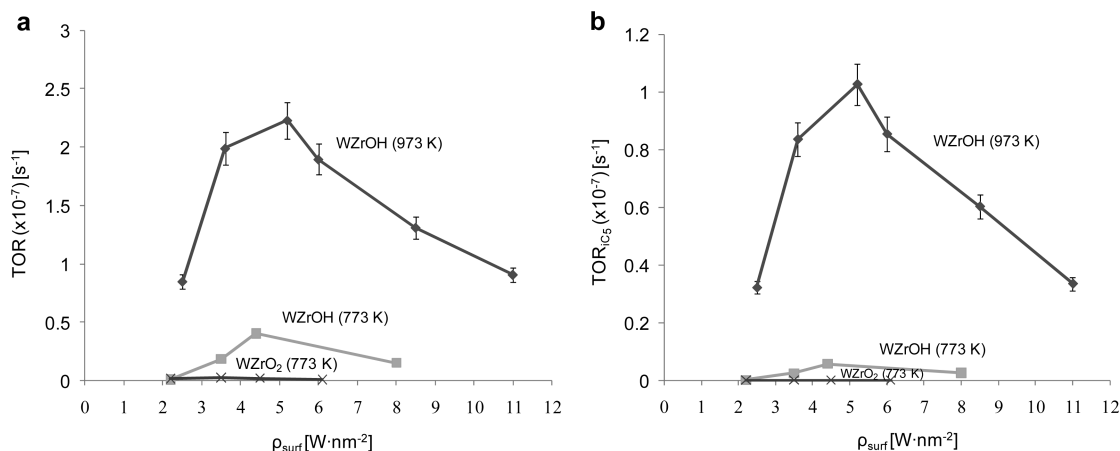 a
3
2.5
2
1.5
1
0.5
0
TOR (x10⁻⁷) [s⁻¹]
WZrOH (973 K)
WZrOH (773 K)
WZrO₂ (773 K)
0 1 2 3 4 5 6 7 8 9 10 11 12
ρsurf [W·nm⁻²]
b
1.2
1
0.8
0.6
0.4
0.2
0
TORiC5 (x10⁻⁷) [s⁻¹]
WZrOH (973 K)
WZrOH (773 K)
WZrO₂ (773 K)
0 1 2 3 4 5 6 7 8 9 10 11 12
ρsurf [W·nm⁻²]